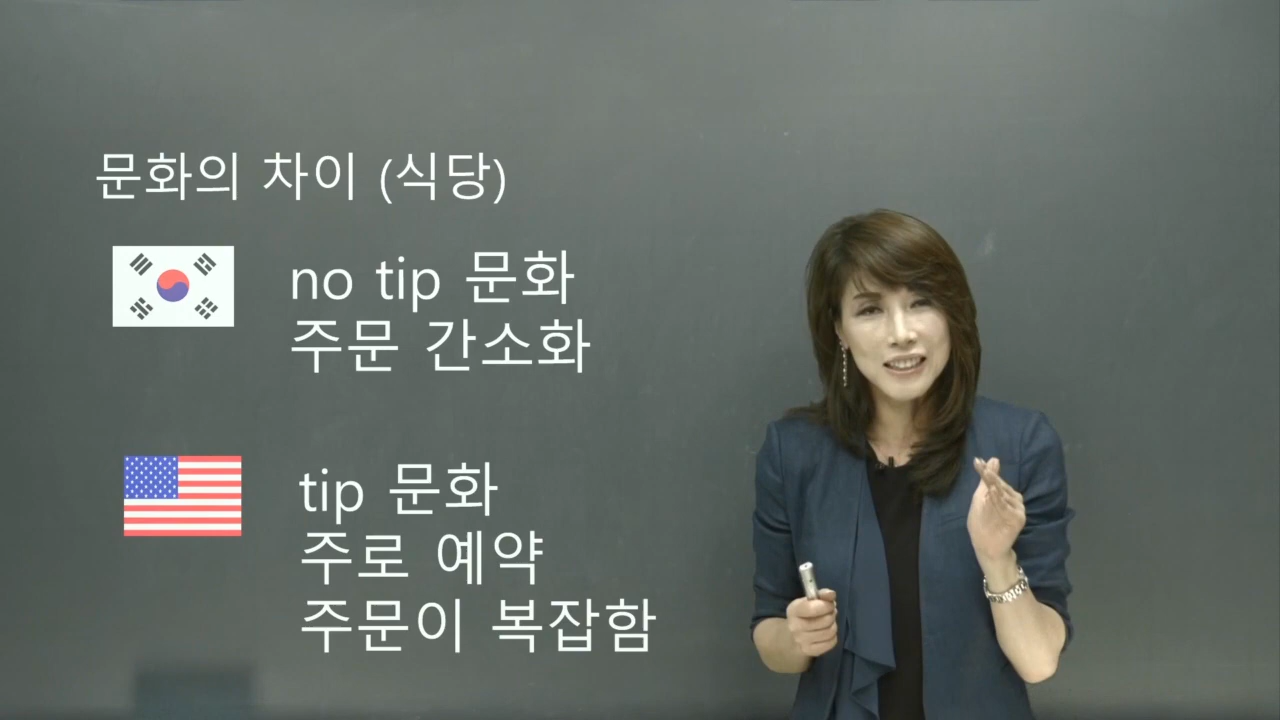 문화의 차이 (식당)
no tip 문화
주문 간소화
tip 문화
주로 예약
주문이 복잡함